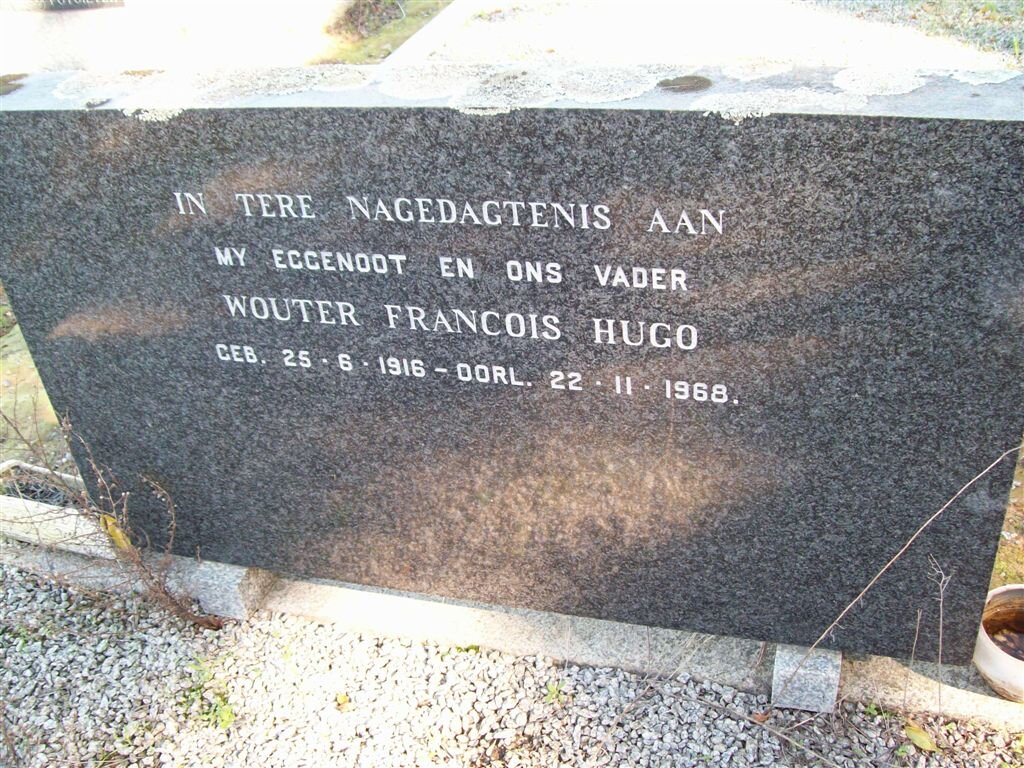 IN TERE NAGEDAGTENIS AAN
MY EGGENOOT EN ONS VADER
WOUTER FRANCOIS HUGO
GEB. 25·6·1916 – OORL. 22·11·1968.